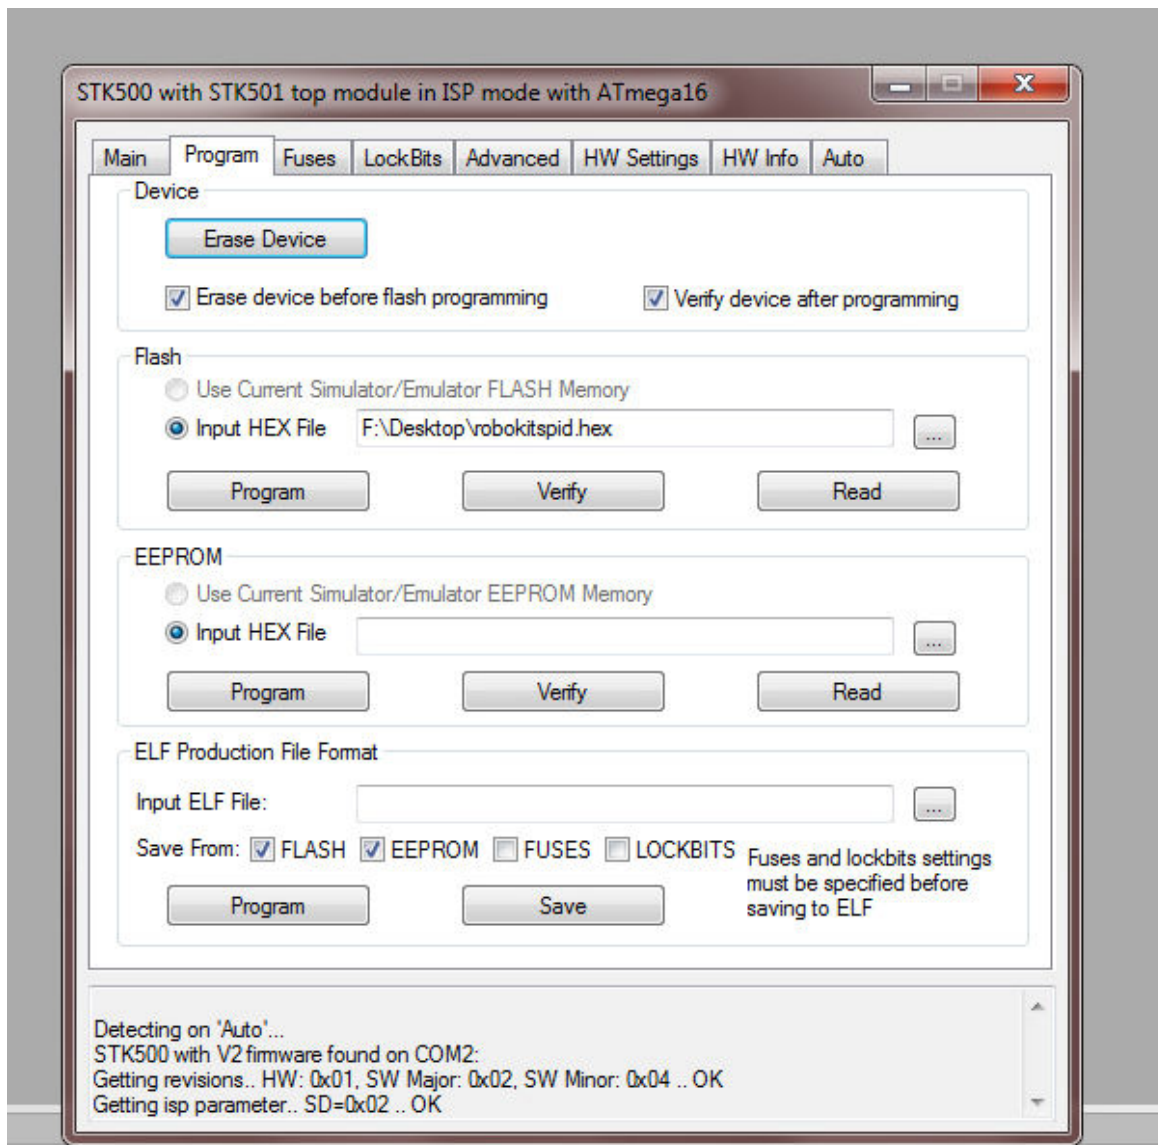 STK500 with STK501 top module in ISP mode with ATmega16
Main Program Fuses LockBits Advanced HW Settings HW Info Auto
Device
Erase Device
Erase device before flash programming Verify device after programming
Flash
Use Current Simulator/Emulator FLASH Memory
Input HEX File F:\Desktop\robokitspid.hex ...
Program Verify Read
EEPROM
Use Current Simulator/Emulator EEPROM Memory
Input HEX File ...
Program Verify Read
ELF Production File Format
Input ELF File: ...
Save From: FLASH EEPROM FUSES LOCKBITS
Fuses and lockbits settings
must be specified before
saving to ELF
Program Save
Detecting on 'Auto'...
STK500 with V2 firmware found on COM2:
Getting revisions.. HW: 0x01, SW Major: 0x02, SW Minor: 0x04 .. OK
Getting isp parameter.. SD=0x02 .. OK